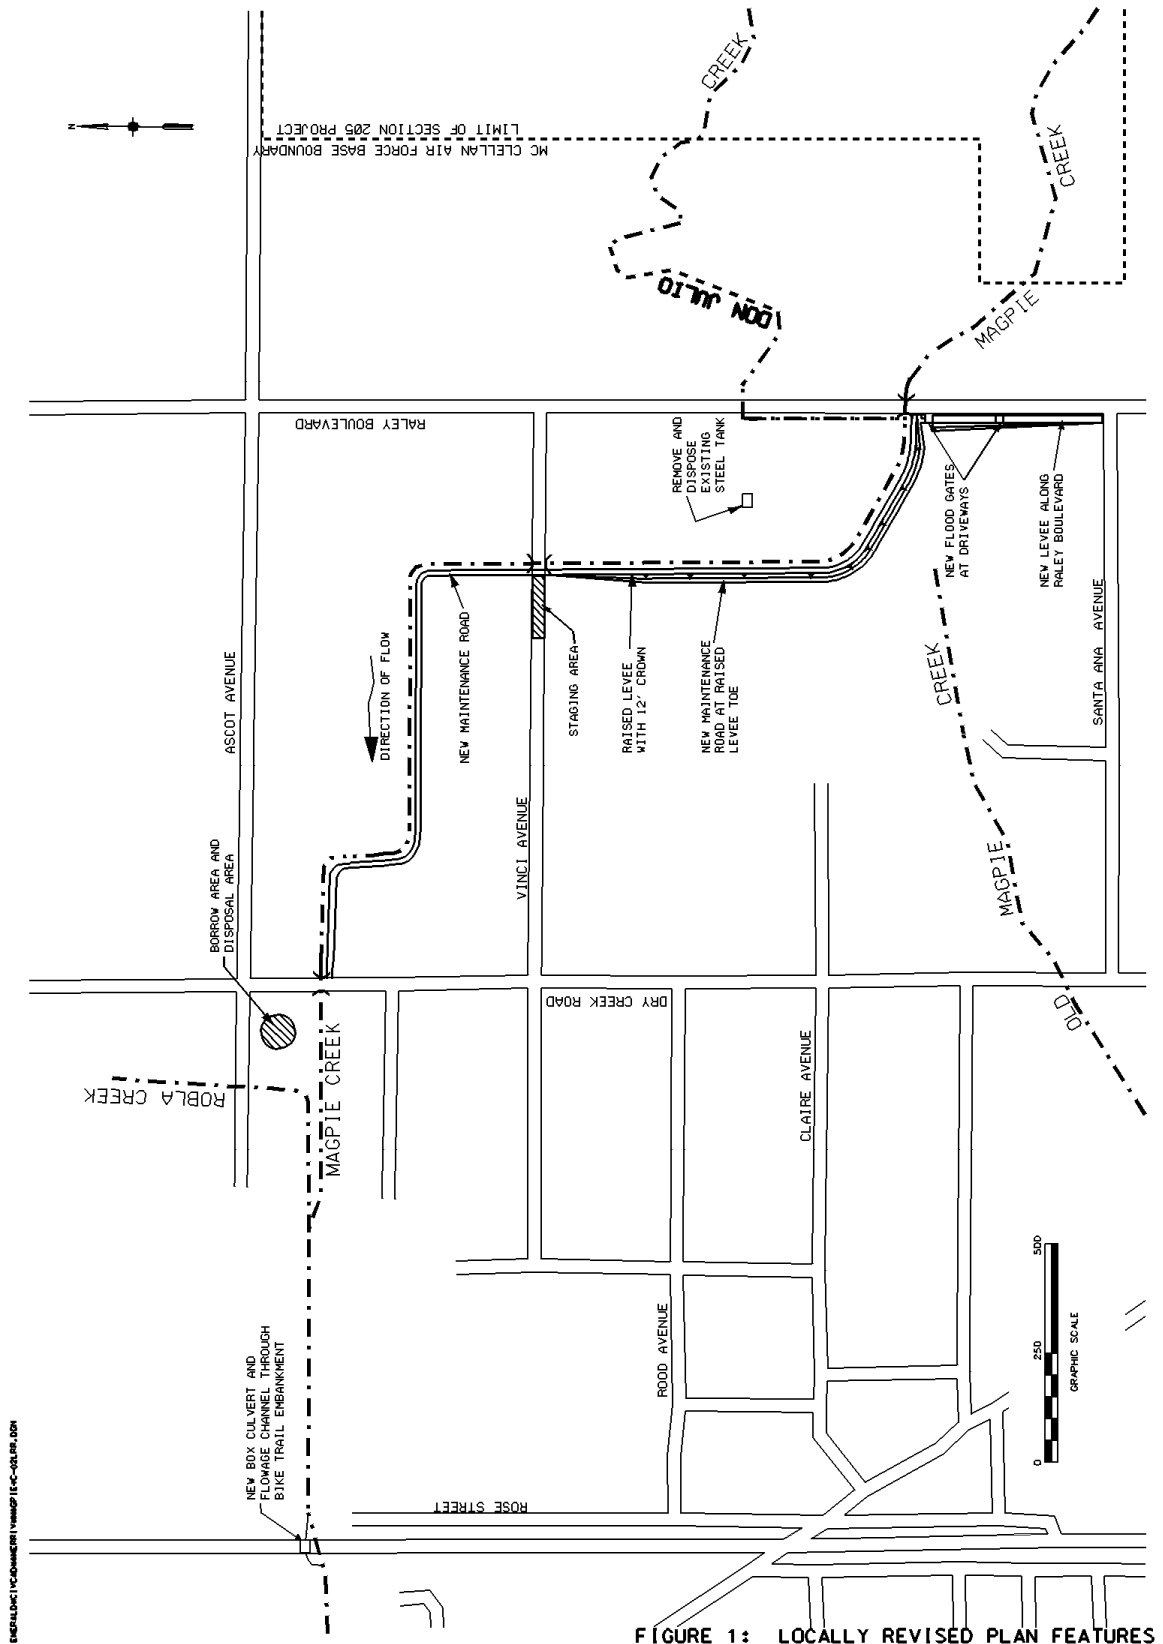 N
LIMIT OF SECTION 205 PROJECT
MC CLELLAN AIR FORCE BASE BOUNDARY
CREEK
CREEK
DON JULIO
MAGPIE
RALEY BOULEVARD
REMOVE AND
DISPOSE
EXISTING
STEEL TANK
NEW FLOOD GATES
AT DRIVEWAYS
NEW LEVEE ALONG
RALEY BOULEVARD
ASCOT AVENUE
DIRECTION OF FLOW
NEW MAINTENANCE ROAD
STAGING AREA
RAISED LEVEE
WITH 12' CROWN
NEW MAINTENANCE
ROAD AT RAISED
LEVEE TOE
CREEK
SANTA ANA AVENUE
BORROW AREA AND
DISPOSAL AREA
VINCI AVENUE
MAGPIE
OLD
DRY CREEK ROAD
ROBLA CREEK
MAGPIE CREEK
CLAIRE AVENUE
ROOD AVENUE
0 250 500
GRAPHIC SCALE
NEW BOX CULVERT AND
FLOWAGE CHANNEL THROUGH
BIKE TRAIL EMBANKMENT
ROSE STREET
FIGURE 1: LOCALLY REVISED PLAN FEATURES